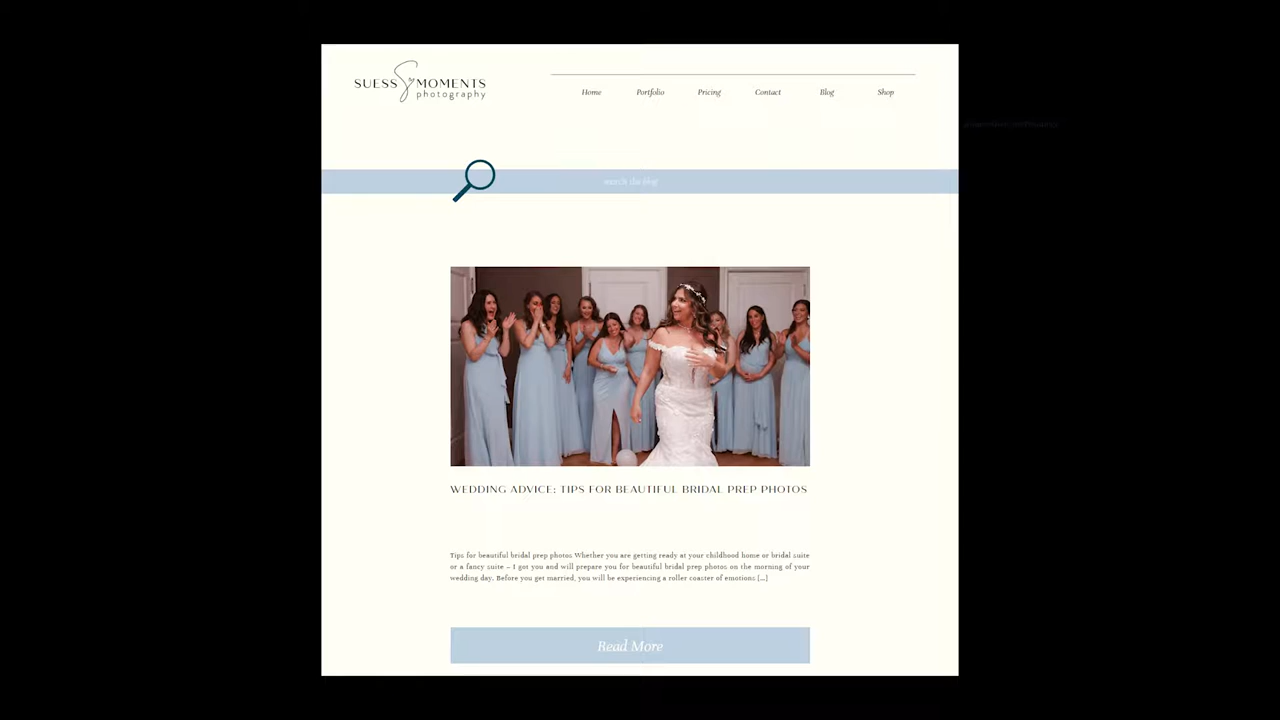 SUESS MOMENTS
photography
Home Portfolio Pricing Contact Blog Shop
search the blog
WEDDING ADVICE: TIPS FOR BEAUTIFUL BRIDAL PREP PHOTOS
Tips for beautiful bridal prep photos Whether you are getting ready at your childhood home or bridal suite
or a fancy suite – I got you and will prepare you for beautiful bridal prep photos on the morning of your
wedding day. Before you get married, you will be experiencing a roller coaster of emotions [...]
Read More